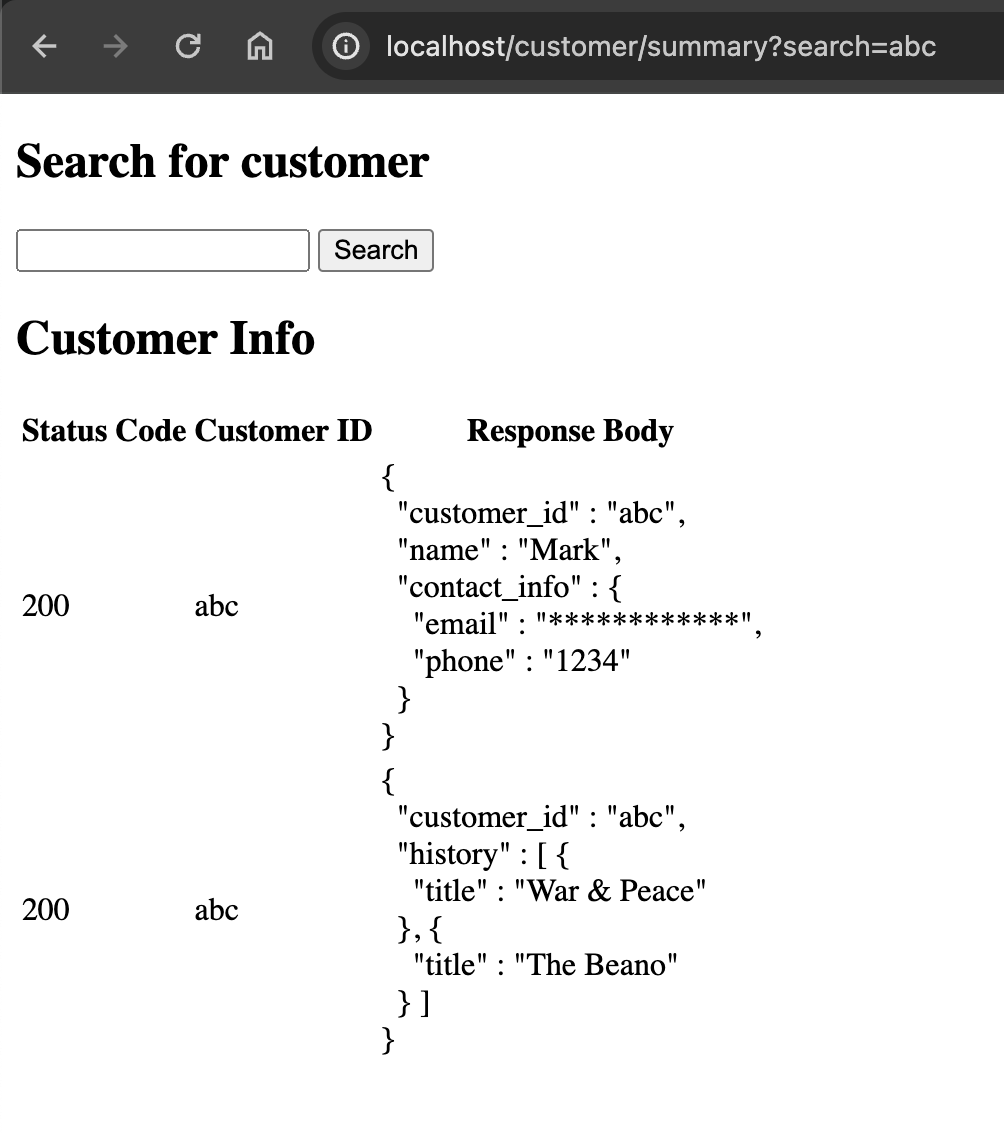 localhost/customer/summary?search=abc
Search for customer
Search
Customer Info
Status Code Customer ID Response Body
{
"customer_id" : "abc",
"name" : "Mark",
"contact_info" : {
200 abc
"email" : "************",
"phone" : "1234"
}
}
{
"customer_id" : "abc",
"history" : [ {
"title" : "War & Peace"
200 abc
}, {
"title" : "The Beano"
} ]
}